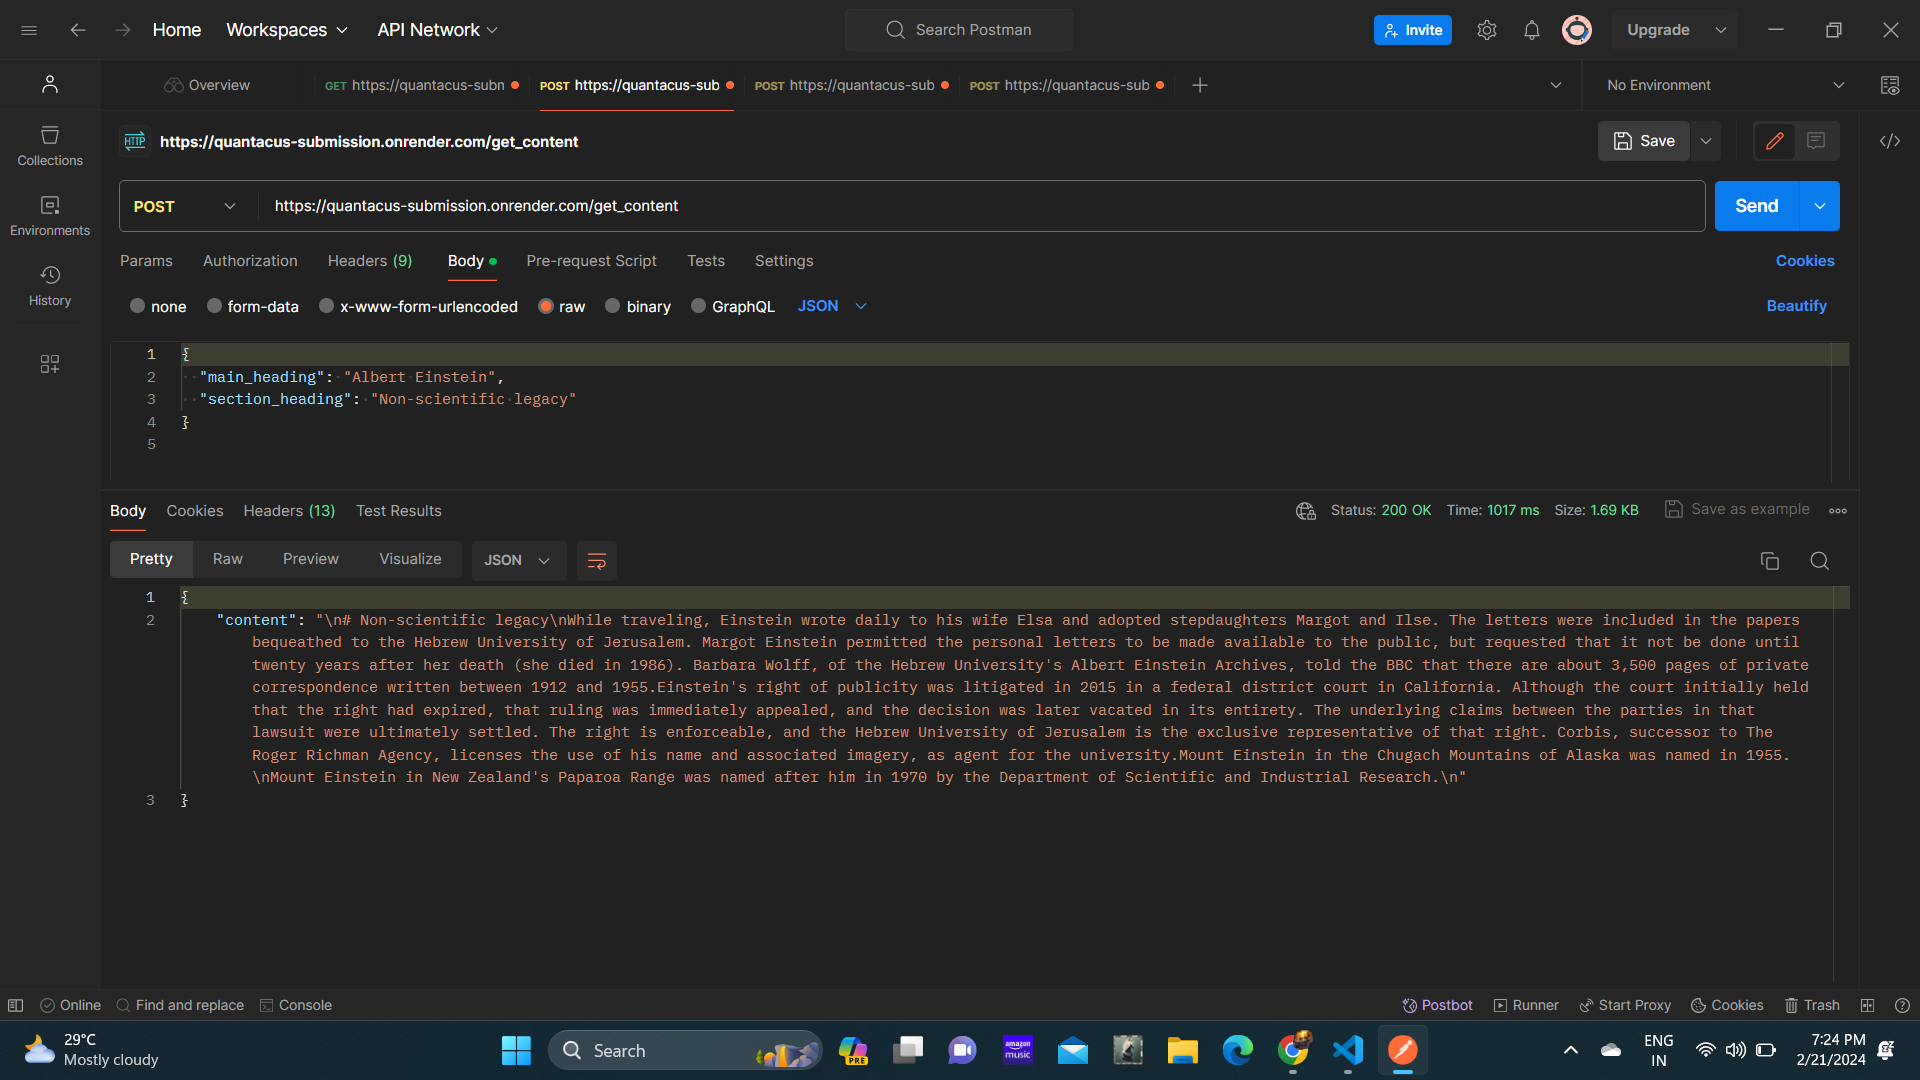 Home Workspaces API Network Search Postman Invite Upgrade
Overview GET https://quantacus-subm POST https://quantacus-sub POST https://quantacus-sub POST https://quantacus-sub No Environment
HTTP https://quantacus-submission.onrender.com/get_content Save
Collections
Environments
History
POST https://quantacus-submission.onrender.com/get_content Send
Params Authorization Headers (9) Body Pre-request Script Tests Settings Cookies
none form-data x-www-form-urlencoded raw binary GraphQL JSON Beautify
1 {
2 "main_heading": "Albert Einstein",
3 "section_heading": "Non-scientific legacy"
4 }
5
Body Cookies Headers (13) Test Results Status: 200 OK Time: 1017 ms Size: 1.69 KB Save as example
Pretty Raw Preview Visualize JSON
1 {
2 "content": "\n# Non-scientific legacy\nWhile traveling, Einstein wrote daily to his wife Elsa and adopted stepdaughters Margot and Ilse. The letters were included in the papers
bequeathed to the Hebrew University of Jerusalem. Margot Einstein permitted the personal letters to be made available to the public, but requested that it not be done until
twenty years after her death (she died in 1986). Barbara Wolff, of the Hebrew University's Albert Einstein Archives, told the BBC that there are about 3,500 pages of private
correspondence written between 1912 and 1955.Einstein's right of publicity was litigated in 2015 in a federal district court in California. Although the court initially held
that the right had expired, that ruling was immediately appealed, and the decision was later vacated in its entirety. The underlying claims between the parties in that
lawsuit were ultimately settled. The right is enforceable, and the Hebrew University of Jerusalem is the exclusive representative of that right. Corbis, successor to The
Roger Richman Agency, licenses the use of his name and associated imagery, as agent for the university.Mount Einstein in the Chugach Mountains of Alaska was named in 1955.
\nMount Einstein in New Zealand's Paparoa Range was named after him in 1970 by the Department of Scientific and Industrial Research.\n"
3 }
Online Find and replace Console Postbot Runner Start Proxy Cookies Trash
29°C
Mostly cloudy
Search
PRE
amazon
music
ENG
IN
7:24 PM
2/21/2024